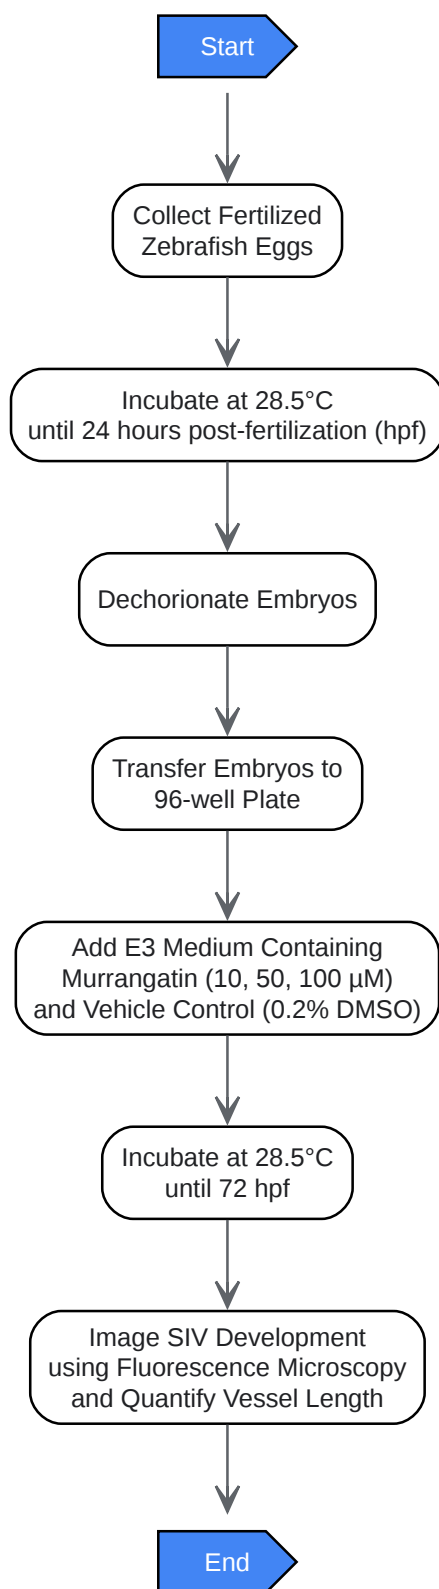 Start
Collect Fertilized
Zebrafish Eggs
Incubate at 28.5°C
until 24 hours post-fertilization (hpf)
Dechorionate Embryos
Transfer Embryos to
96-well Plate
Add E3 Medium Containing
Murrangatin (10, 50, 100 µM)
and Vehicle Control (0.2% DMSO)
Incubate at 28.5°C
until 72 hpf
Image SIV Development
using Fluorescence Microscopy
and Quantify Vessel Length
End